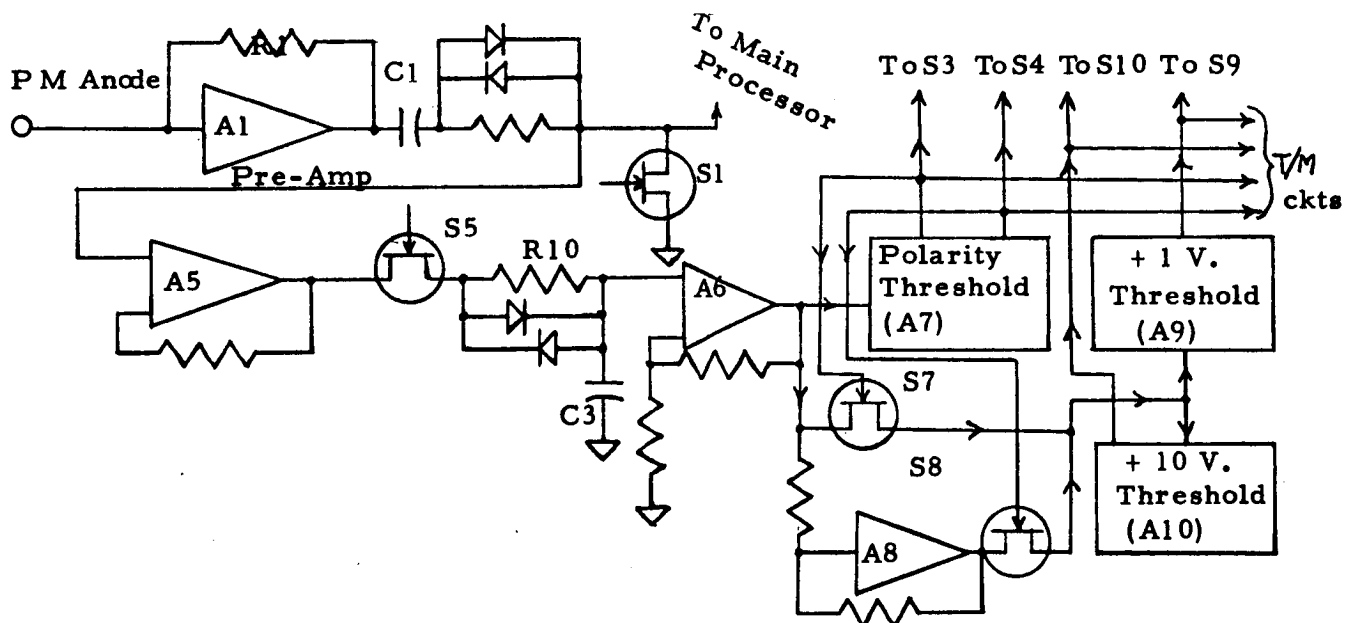 To Main
Processor
To S3 To S4 To S10 To S9
P M Anode
R1
C1
A1
Pre-Amp
S1
T/M
ckts
S5
R10
A5
A6
C3
Polarity
Threshold
(A7)
+ 1 V.
Threshold
(A9)
S7
S8
+ 10 V.
Threshold
(A10)
A8